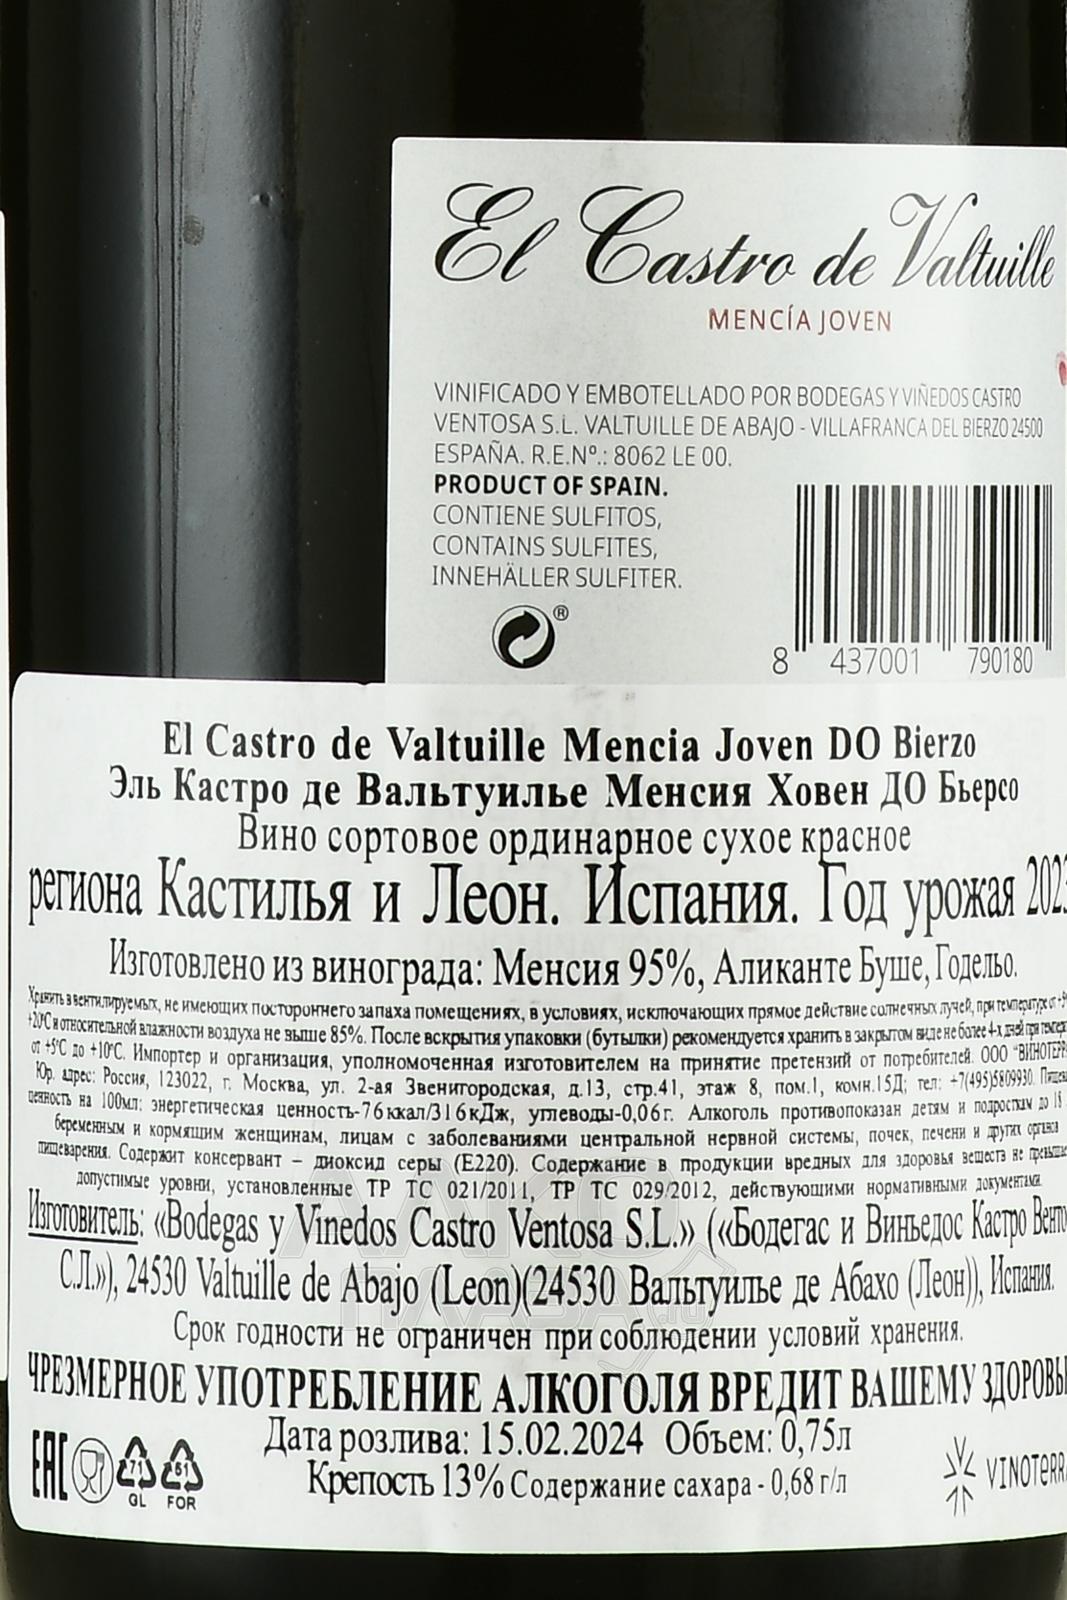 El Castro de Valtuille
MENCÍA JOVEN
VINIFICADO Y EMBOTELLADO POR BODEGAS Y VIÑEDOS CASTRO
VENTOSA S.L. VALTUILLE DE ABAJO - VILLAFRANCA DEL BIERZO 24500
ESPAÑA. R.E.Nº.: 8062 LE 00.
PRODUCT OF SPAIN.
CONTIENE SULFITOS,
CONTAINS SULFITES,
INNEHÄLLER SULFITER.
®
8 437001 790180
El Castro de Valtuille Mencia Joven DO Bierzo
Эль Кастро де Вальтуилье Менсия Ховен ДО Бьерсо
Вино сортовое ординарное сухое красное
региона Кастилья и Леон. Испания. Год урожая 2023
Изготовлено из винограда: Менсия 95%, Аликанте Буше, Годельо.
Хранить в вентилируемых, не имеющих постороннего запаха помещениях, в условиях, исключающих прямое действие солнечных лучей, при температуре от +5°
+20°С и относительной влажности воздуха не выше 85%. После вскрытия упаковки (бутылки) рекомендуется хранить в закрытом виде не более 4-х дней при
от +5°С до +10°С. Импортер и организация, уполномоченная изготовителем на принятие претензий от потребителей: ООО "ВИНОТЕРР
Юр. адрес: Россия, 123022, г. Москва, ул. 2-ая Звенигородская, д.13, стр.41, этаж 8, пом.1, комн.15Д; тел: +7(495)5809930. Пищев
ценность на 100мл: энергетическая ценность-76ккал/316кДж, углеводы-0,06г. Алкоголь противопоказан детям и подросткам до 18
беременным и кормящим женщинам, лицам с заболеваниями центральной нервной системы, почек, печени и других органов
пищеварения. Содержит консервант – диоксид серы (Е220). Содержание в продукции вредных для здоровья веществ не превышае
допустимые уровни, установленные ТР ТС 021/2011, ТР ТС 029/2012, действующими нормативными документами.
Изготовитель: «Bodegas y Vinedos Castro Ventosa S.L.» («Бодегас и Виньедос Кастро Венто
С.Л.»), 24530 Valtuille de Abajo (Leon)(24530 Вальтуилье де Абахо (Леон)), Испания.
Срок годности не ограничен при соблюдении условий хранения.
ЧРЕЗМЕРНОЕ УПОТРЕБЛЕНИЕ АЛКОГОЛЯ ВРЕДИТ ВАШЕМУ ЗДОРОВЬ
Дата розлива: 15.02.2024 Объем: 0,75л
Крепость 13% Содержание сахара - 0,68 г/л
EAC 71 GL 51 FOR
VINOTERRA